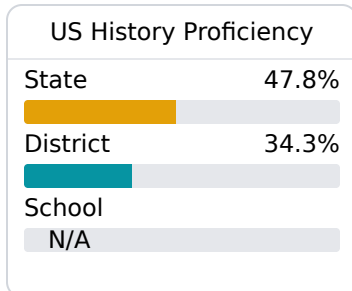 US History Proficiency
State 47.8%
District 34.3%
School
N/A